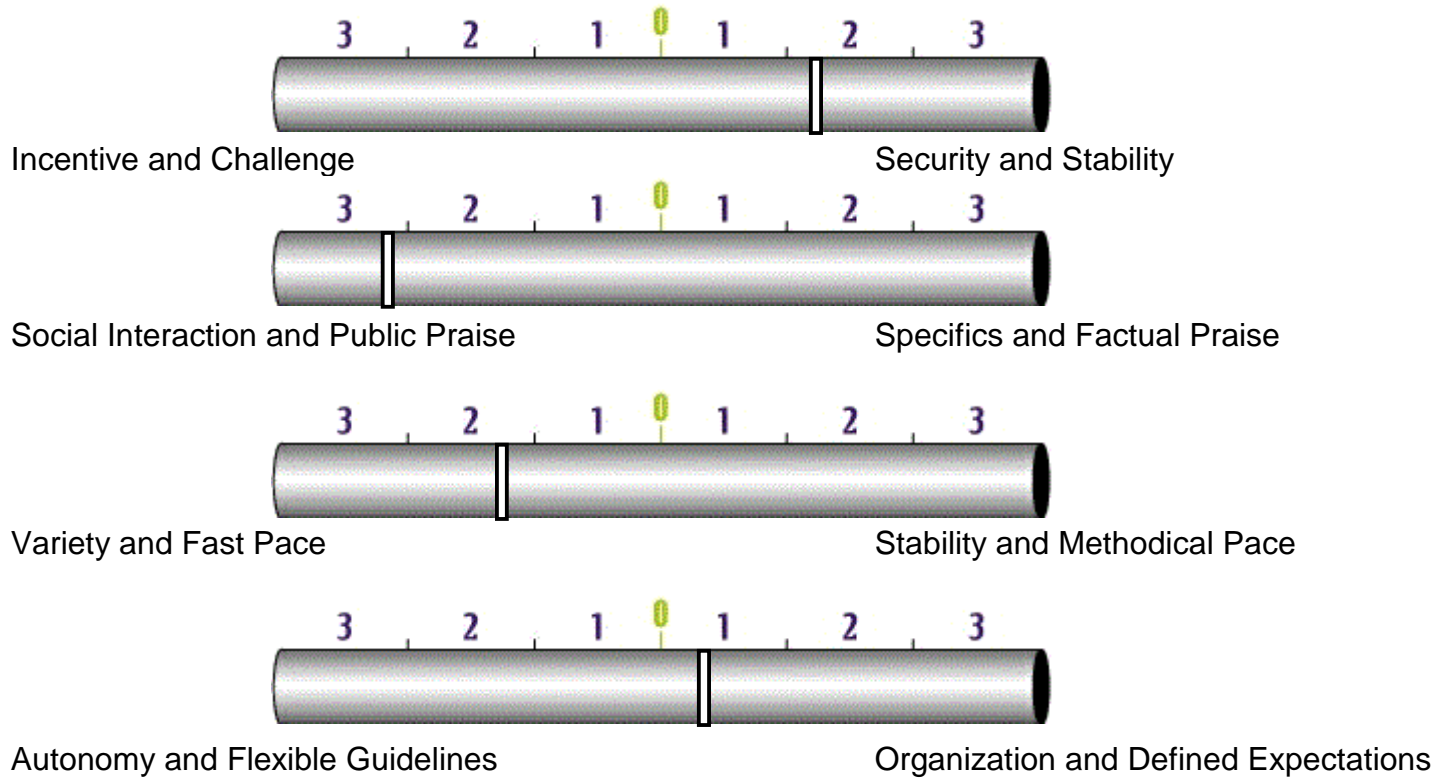 3 2 1 0 1 2 3
Incentive and Challenge Security and Stability
3 2 1 0 1 2 3
Social Interaction and Public Praise Specifics and Factual Praise
3 2 1 0 1 2 3
Variety and Fast Pace Stability and Methodical Pace
3 2 1 0 1 2 3
Autonomy and Flexible Guidelines Organization and Defined Expectations